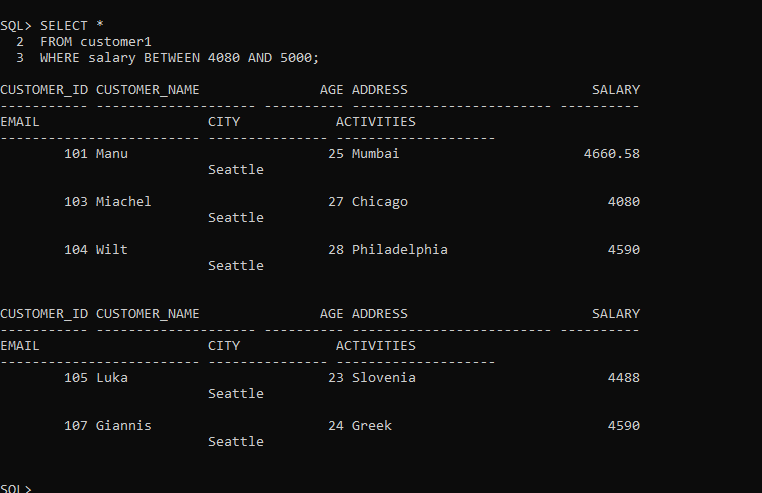 SQL> SELECT *
  2  FROM customer1
  3  WHERE salary BETWEEN 4080 AND 5000;
CUSTOMER_ID CUSTOMER_NAME               AGE ADDRESS                       SALARY
----------- -------------------- ---------- ------------------------- ----------
EMAIL                     CITY            ACTIVITIES
------------------------- --------------- --------------------
        101 Manu                         25 Mumbai                       4660.58
                          Seattle
        103 Miachel                      27 Chicago                         4080
                          Seattle
        104 Wilt                         28 Philadelphia                    4590
                          Seattle
CUSTOMER_ID CUSTOMER_NAME               AGE ADDRESS                       SALARY
----------- -------------------- ---------- ------------------------- ----------
EMAIL                     CITY            ACTIVITIES
------------------------- --------------- --------------------
        105 Luka                         23 Slovenia                        4488
                          Seattle
        107 Giannis                      24 Greek                           4590
                          Seattle
SQL>